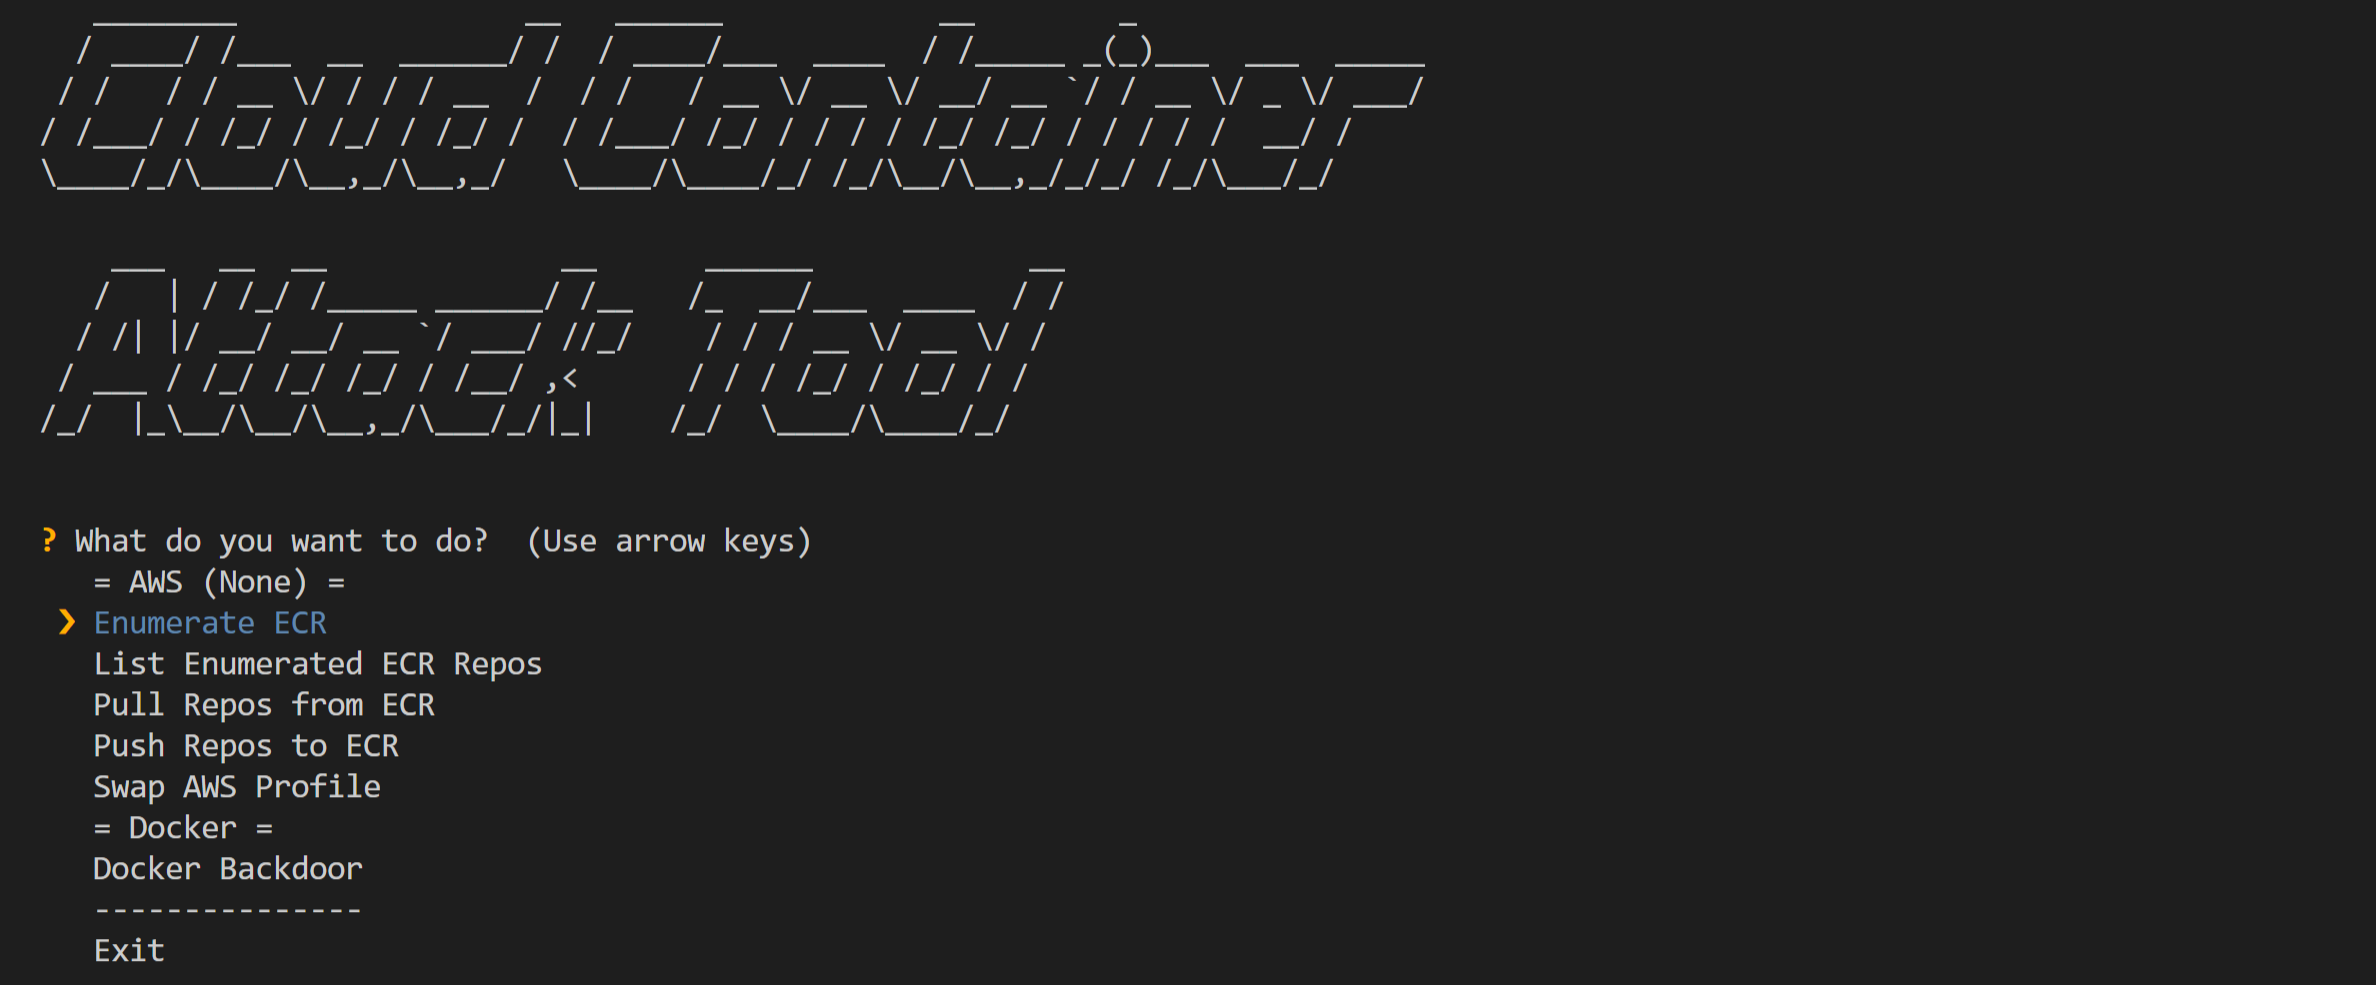 Cloud Container
Attack Tool
? What do you want to do?  (Use arrow keys)
= AWS (None) =
❯ Enumerate ECR
List Enumerated ECR Repos
Pull Repos from ECR
Push Repos to ECR
Swap AWS Profile
= Docker =
Docker Backdoor
---------------
Exit